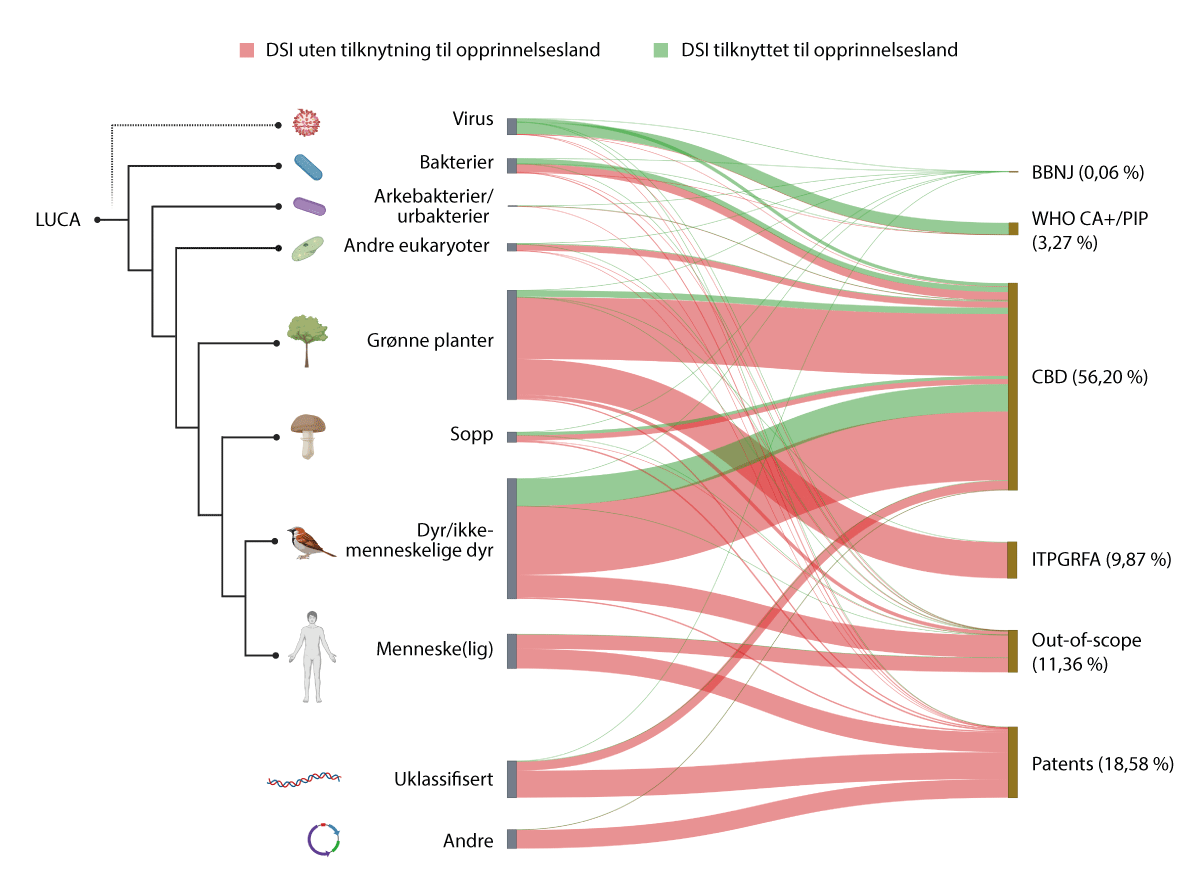 DSI uten tilknytning til opprinnelsesland
DSI tilknyttet til opprinnelsesland
LUCA
Virus
Bakterier
Arkebakterier/
urbakterier
Andre eukaryoter
Grønne planter
Sopp
Dyr/ikke-
menneskelige dyr
Menneske(lig)
Uklassifisert
Andre
BBNJ (0,06 %)
WHO CA+/PIP
(3,27 %)
CBD (56,20 %)
ITPGRFA (9,87 %)
Out-of-scope
(11,36 %)
Patents (18,58 %)